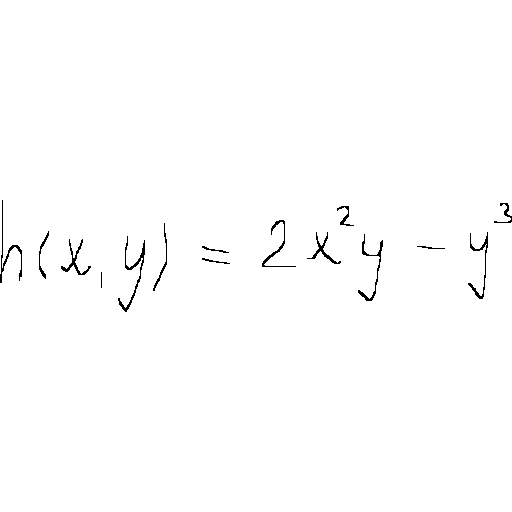 h(x,y) = 2x²y - y³